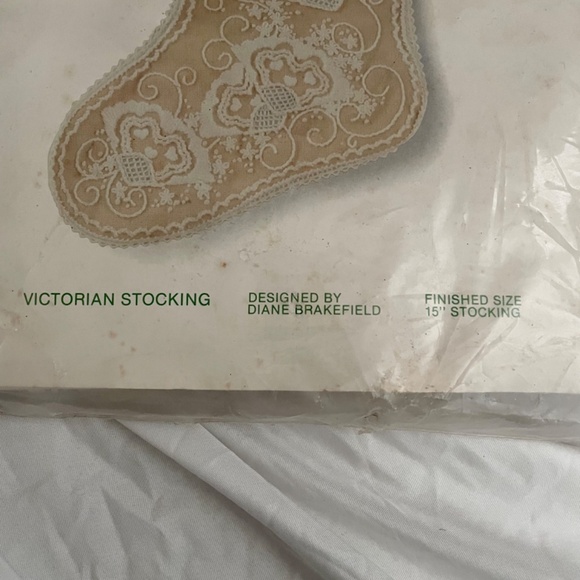 VICTORIAN STOCKING
DESIGNED BY
DIANE BRAKEFIELD
FINISHED SIZE
15" STOCKING